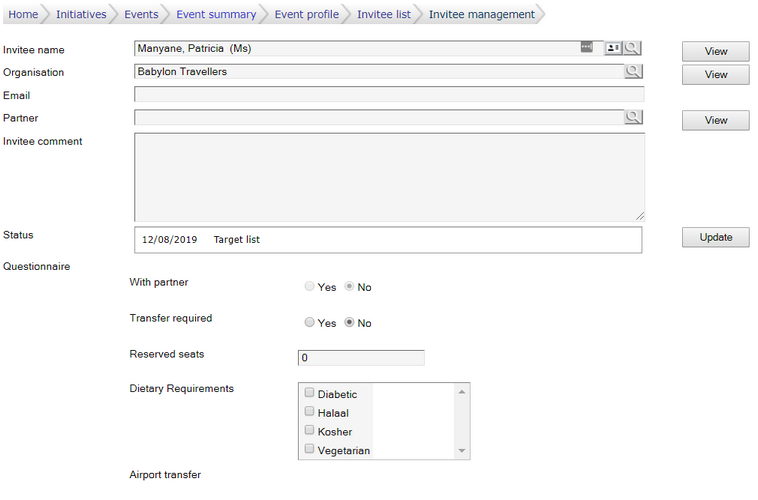 Home Initiatives Events Event summary Event profile Invitee list Invitee management
Invitee name Manyane, Patricia (Ms) View
Organisation Babylon Travellers View
Email
Partner View
Invitee comment
Status 12/08/2019 Target list Update
Questionnaire
With partner Yes No
Transfer required Yes No
Reserved seats 0
Dietary Requirements Diabetic
Halaal
Kosher
Vegetarian
Airport transfer